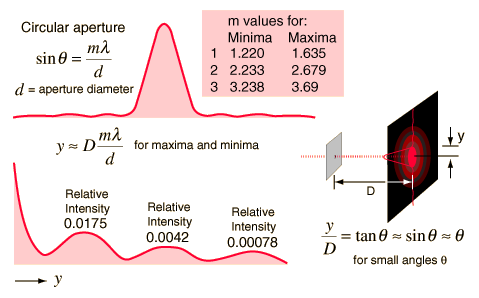 Circular aperture
sin θ = mλ/d
d = aperture diameter
m values for:
Minima Maxima
1 1.220 1.635
2 2.233 2.679
3 3.238 3.69
y ≈ D mλ/d for maxima and minima
Relative Intensity 0.0175
Relative Intensity 0.0042
Relative Intensity 0.00078
y
y
D
y/D = tan θ ≈ sin θ ≈ θ
for small angles θ